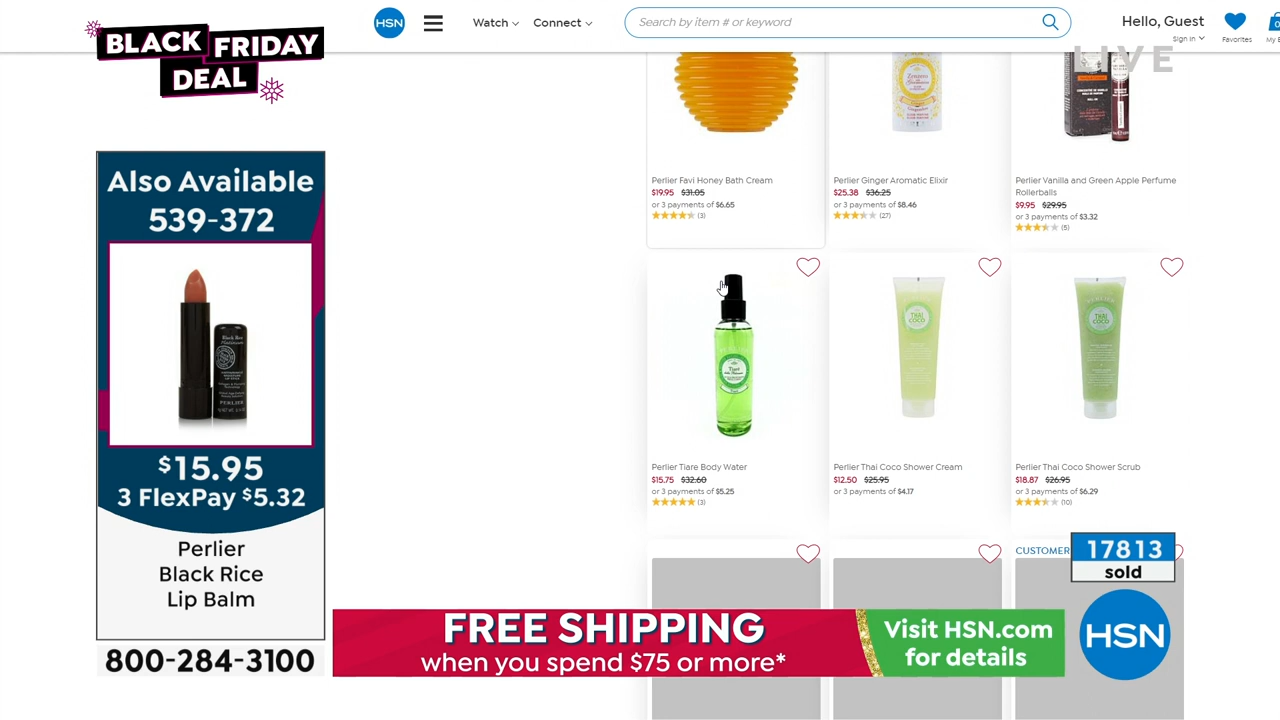 BLACK FRIDAY
DEAL
HSN
Watch
Connect
Search by item # or keyword
Hello, Guest
Sign In
Favorites
LIVE
Also Available
539-372
$15.95
3 FlexPay $5.32
Perlier
Black Rice
Lip Balm
800-284-3100
Perlier Favi Honey Bath Cream
$19.95 $31.05
or 3 payments of $6.65
(3)
Perlier Ginger Aromatic Elixir
$25.38 $36.25
or 3 payments of $8.46
(27)
Perlier Vanilla and Green Apple Perfume
Rollerballs
$9.95 $29.95
or 3 payments of $3.32
(5)
Perlier Tiare Body Water
$15.75 $32.60
or 3 payments of $5.25
(3)
Perlier Thai Coco Shower Cream
$12.50 $25.95
or 3 payments of $4.17
Perlier Thai Coco Shower Scrub
$18.87 $26.95
or 3 payments of $6.29
(10)
CUSTOMER
17813
sold
FREE SHIPPING
when you spend $75 or more*
Visit HSN.com
for details
HSN